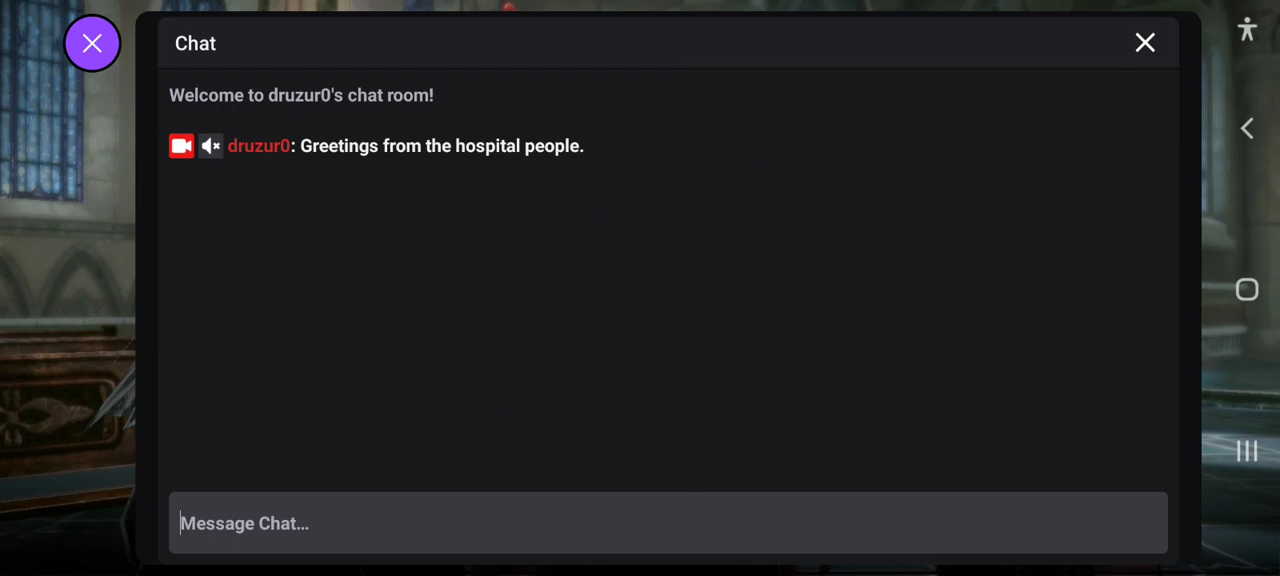 Chat
Welcome to druzur0's chat room!
druzur0: Greetings from the hospital people.
Message Chat...